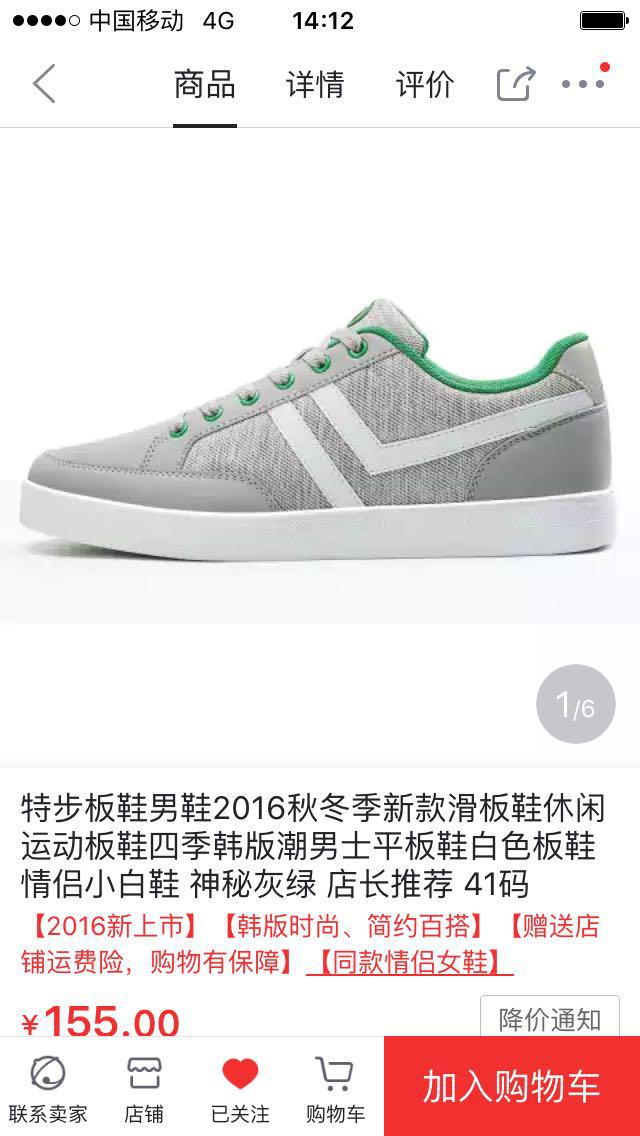 中国移动 4G 14:12
商品 详情 评价
1/6
特步板鞋男鞋2016秋冬季新款滑板鞋休闲
运动板鞋四季韩版潮男士平板鞋白色板鞋
情侣小白鞋 神秘灰绿 店长推荐 41码
【2016新上市】【韩版时尚、简约百搭】【赠送店
铺运费险，购物有保障】【同款情侣女鞋】
¥155.00 降价通知
联系卖家 店铺 已关注 购物车 加入购物车